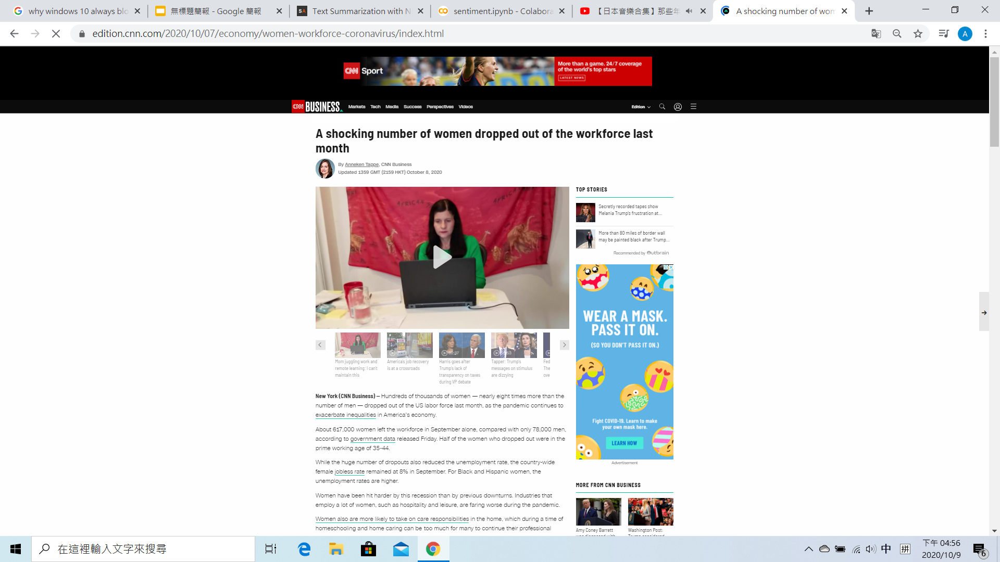 why windows 10 always blo
無標題簡報 - Google 簡報
Text Summarization with N
sentiment.ipynb - Colabora
【日本音樂合集】那些年
A shocking number of wom
edition.cnn.com/2020/10/07/economy/women-workforce-coronavirus/index.html
A
CNN Sport
More than a game. 24/7 coverage
of the world's top stars
LATEST NEWS
CNN BUSINESS
Markets Tech Media Success Perspectives Videos
Edition
A shocking number of women dropped out of the workforce last
month
By Anneken Tappe, CNN Business
Updated 1359 GMT (2159 HKT) October 8, 2020
AFRICAN
AFRICA
TOP STORIES
Secretly recorded tapes show
Melania Trump's frustration at...
More than 80 miles of border wall
may be painted black after Trump...
Recommended by Outbrain
WEAR A MASK.
PASS IT ON.
(SO YOU DON'T PASS IT ON.)
Fight COVID-19. Learn to make
your own mask here.
LEARN HOW
Advertisement
Mom juggling work and
remote learning: I can't
maintain this
America's job recovery
is at a crossroads
02:37
Harris goes after
Trump's lack of
transparency on taxes
during VP debate
Tapper: Trump's
messages on stimulus
are dizzying
Fed
The
ove
New York (CNN Business) — Hundreds of thousands of women — nearly eight times more than the
number of men — dropped out of the US labor force last month, as the pandemic continues to
exacerbate inequalities in America's economy.
About 617,000 women left the workforce in September alone, compared with only 78,000 men,
according to government data released Friday. Half of the women who dropped out were in the
prime working age of 35-44.
While the huge number of dropouts also reduced the unemployment rate, the country-wide
female jobless rate remained at 8% in September. For Black and Hispanic women, the
unemployment rates are higher.
Women have been hit harder by this recession than by previous downturns. Industries that
employ a lot of women, such as hospitality and leisure, are faring worse during the pandemic.
Women also are more likely to take on care responsibilities in the home, which during a time of
homeschooling and home caring can be too much for many to continue their professional
MORE FROM CNN BUSINESS
Amy Coney Barrett
Washington Post:
在這裡輸入文字來搜尋
中
拼
下午 04:56
2020/10/9
6